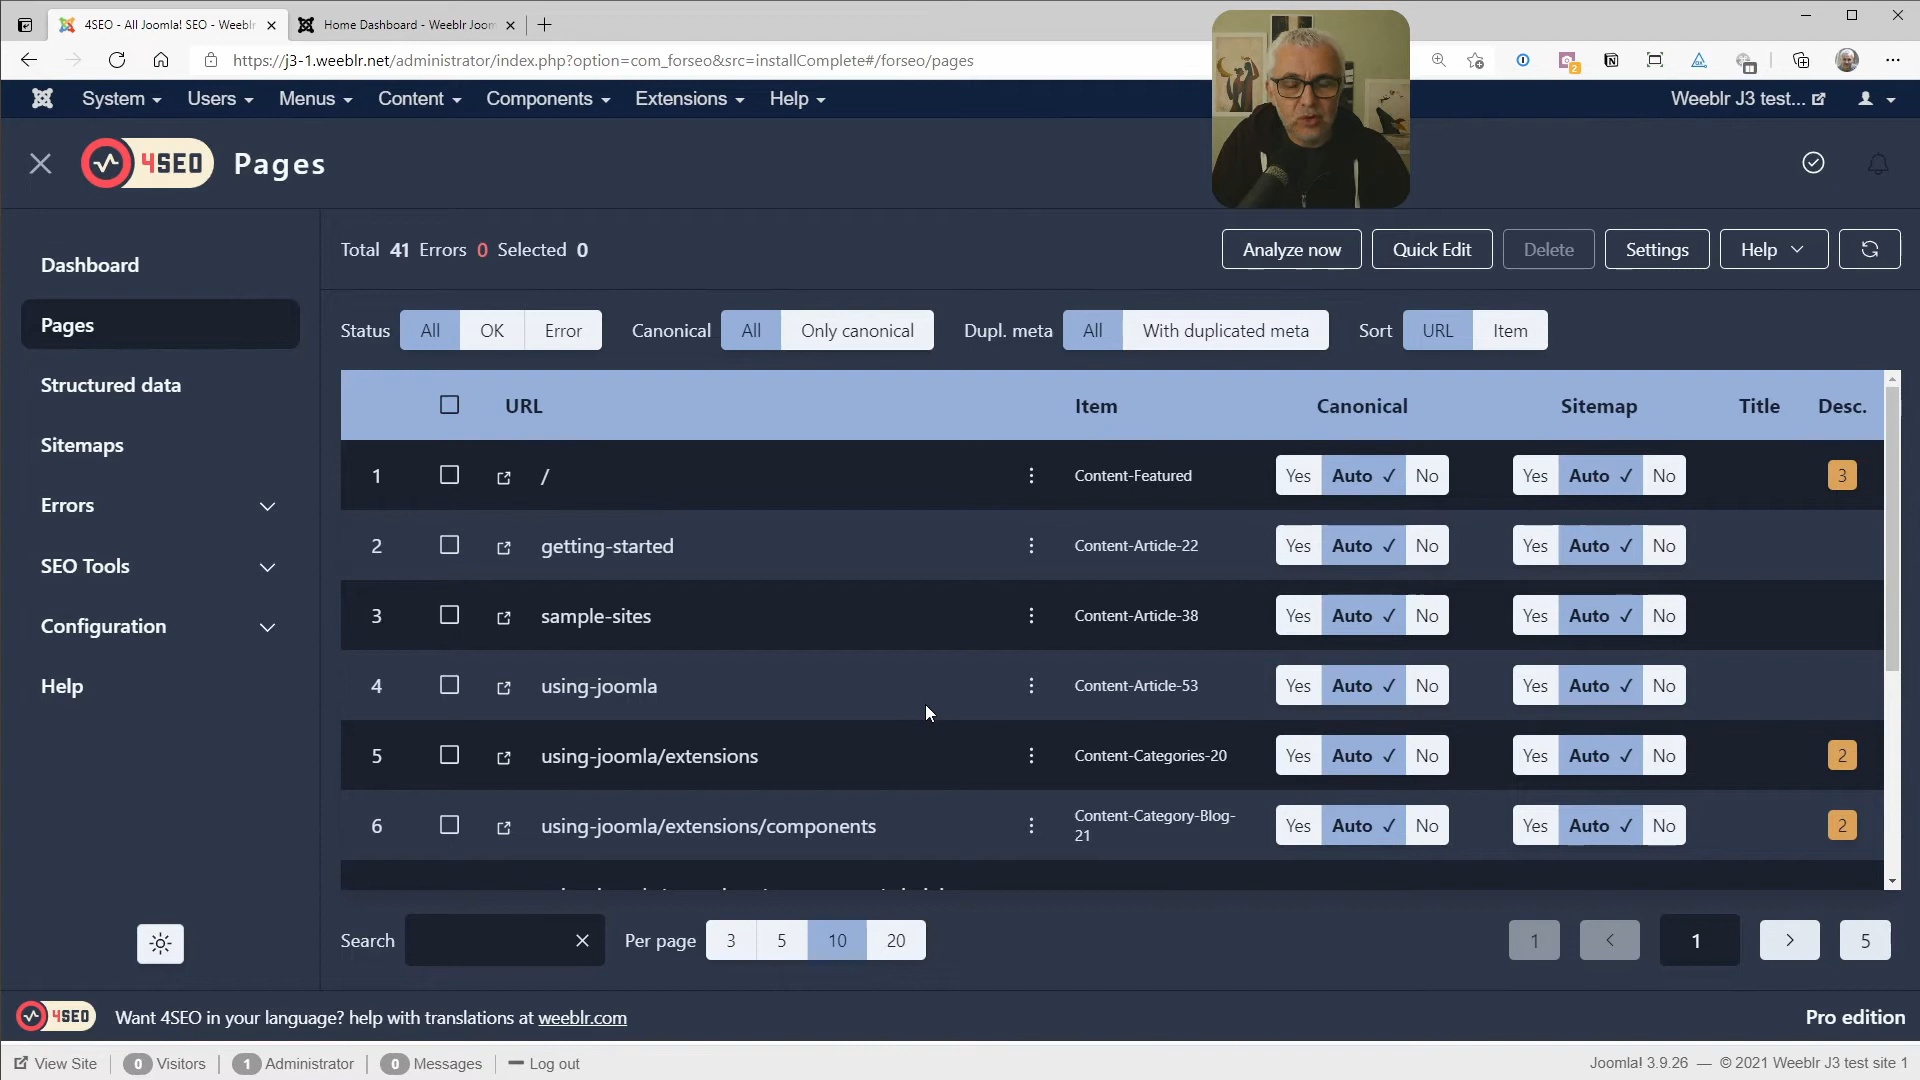 4SEO - All Joomla! SEO - Weeblr
Home Dashboard - Weeblr Joom
https://j3-1.weeblr.net/administrator/index.php?option=com_forseo&src=installComplete#/forseo/pages
2
System Users Menus Content Components Extensions Help
Weeblr J3 test...
4SEO Pages
Total 41 Errors 0 Selected 0
Analyze now Quick Edit Delete Settings Help
Dashboard
Pages
Structured data
Sitemaps
Errors
SEO Tools
Configuration
Help
Status All OK Error Canonical All Only canonical Dupl. meta All With duplicated meta Sort URL Item
URL Item Canonical Sitemap Title Desc.
1 / Content-Featured Yes Auto ✓ No Yes Auto ✓ No 3
2 getting-started Content-Article-22 Yes Auto ✓ No Yes Auto ✓ No
3 sample-sites Content-Article-38 Yes Auto ✓ No Yes Auto ✓ No
4 using-joomla Content-Article-53 Yes Auto ✓ No Yes Auto ✓ No
5 using-joomla/extensions Content-Categories-20 Yes Auto ✓ No Yes Auto ✓ No 2
6 using-joomla/extensions/components Content-Category-Blog-21 Yes Auto ✓ No Yes Auto ✓ No 2
Search Per page 3 5 10 20
1 < 1 > 5
4SEO Want 4SEO in your language? help with translations at weeblr.com
Pro edition
View Site 0 Visitors 1 Administrator 0 Messages Log out
Joomla! 3.9.26 — © 2021 Weeblr J3 test site 1